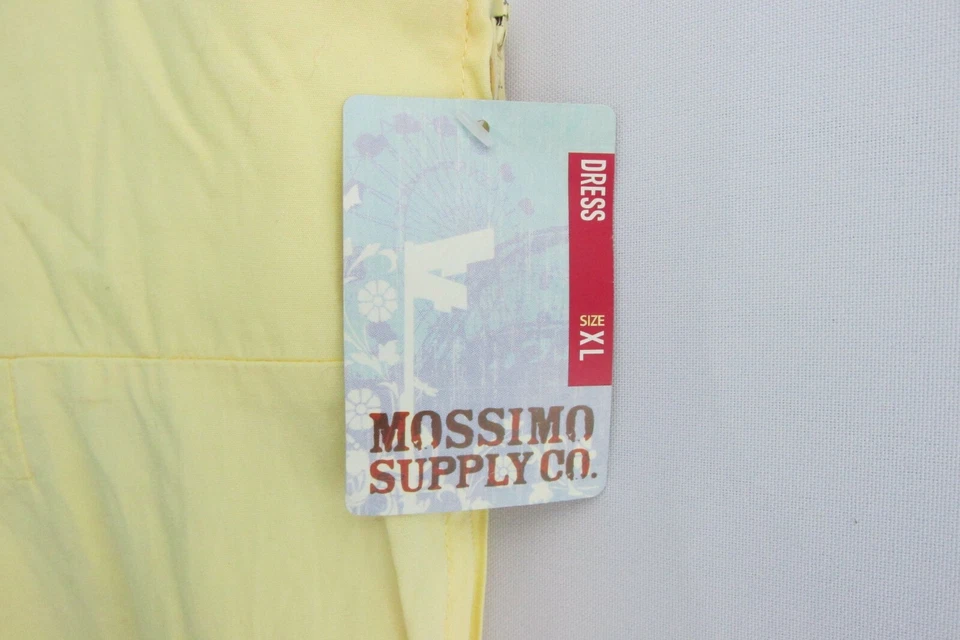 DRESS
SIZE
XL
MOSSIMO
SUPPLY CO.